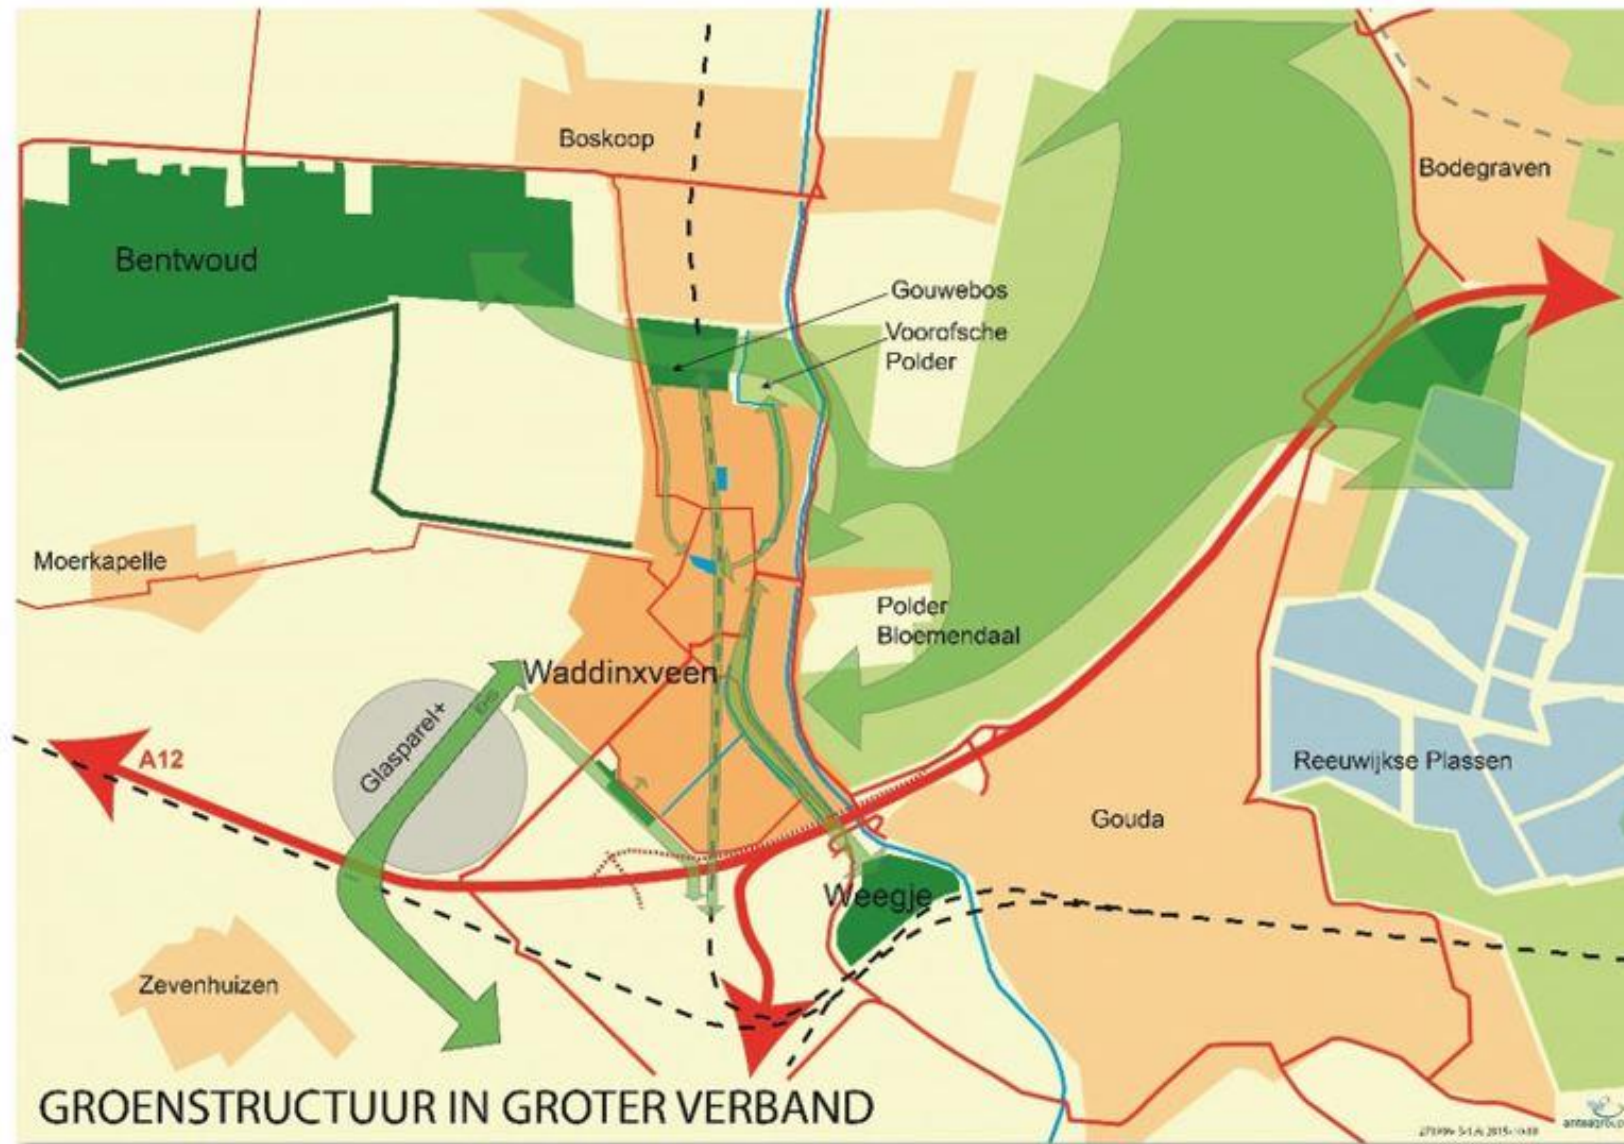 Boskoop
Bodegraven
Bentwoud
Gouwebos
Voorofsche
Polder
Moerkapelle
Polder
Bloemendaal
Waddinxveen
EHS
Glasparel+
A12
Reeuwijkse Plassen
Gouda
Weegje
Zevenhuizen
GROENSTRUCTUUR IN GROTER VERBAND